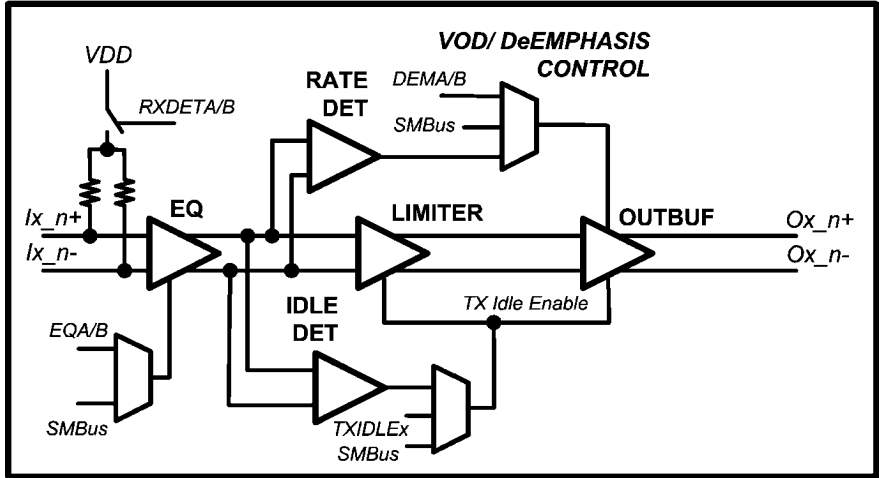 VOD/ DeEMPHASIS
CONTROL
VDD
RATE
DET
DEMA/B
RXDETA/B
SMBus
Ix_n+
EQ
LIMITER
OUTBUF
Ox_n+
Ix_n-
Ox_n-
IDLE
DET
TX Idle Enable
EQA/B
SMBus
TXIDLEx
SMBus